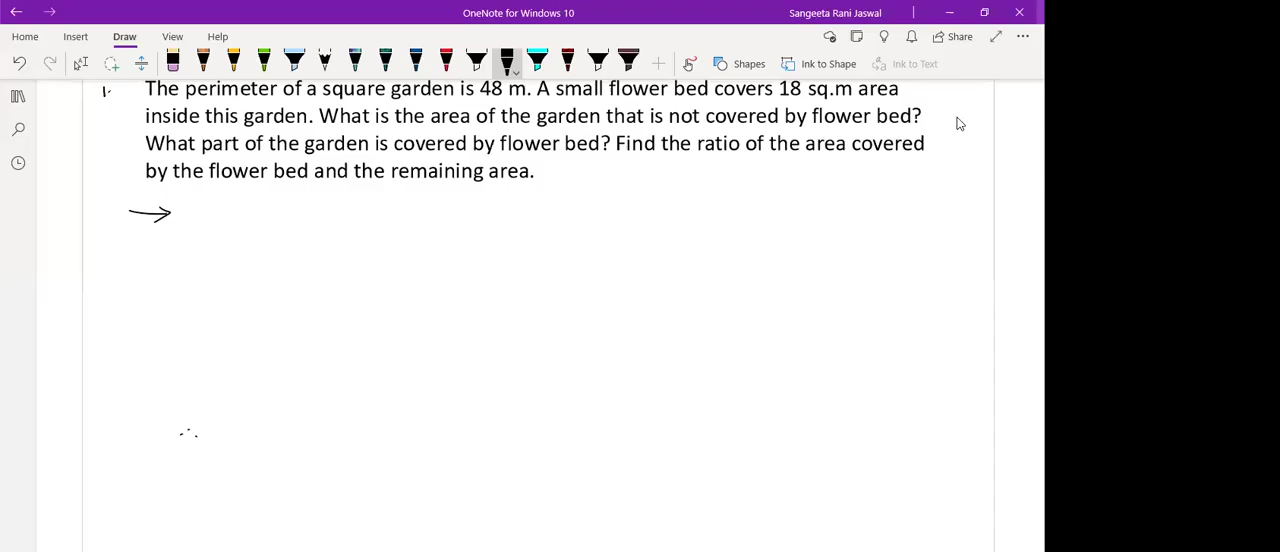 OneNote for Windows 10
Sangeeta Rani Jaswal
Home Insert Draw View Help
Share
Shapes Ink to Shape Ink to Text
1. The perimeter of a square garden is 48 m. A small flower bed covers 18 sq.m area
inside this garden. What is the area of the garden that is not covered by flower bed?
What part of the garden is covered by flower bed? Find the ratio of the area covered
by the flower bed and the remaining area.
→
∴